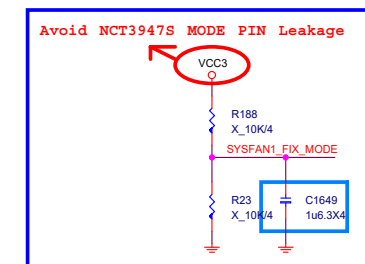 Avoid NCT3947S MODE PIN Leakage
VCC3
R188
X_10K/4
SYSFAN1_FIX_MODE
R23
X_10K/4
C1649
1u6.3X4